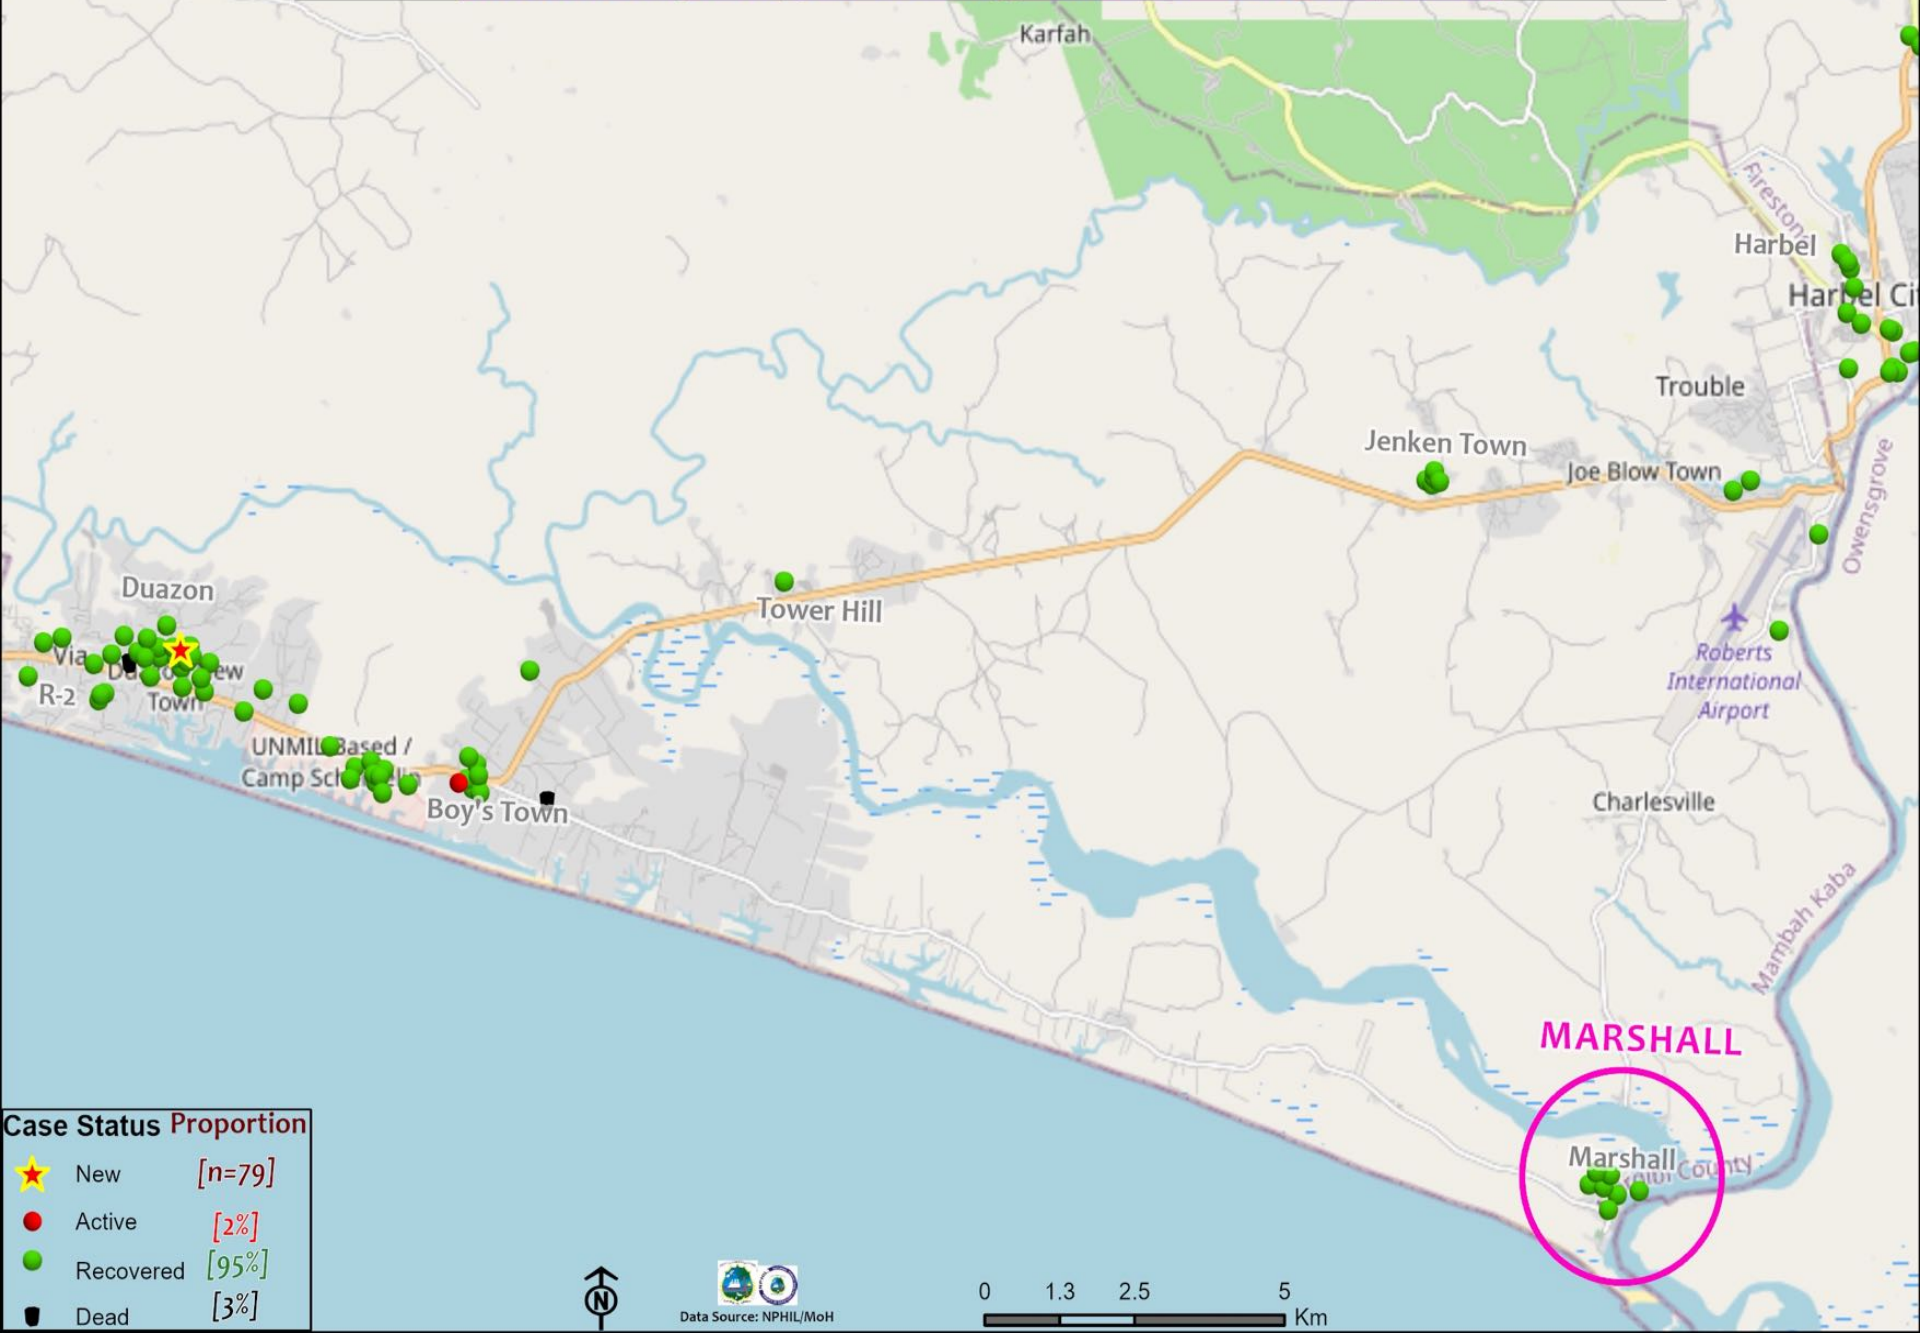 Karfah
Firestone
Harbel
Harbel Cit
Trouble
Jenken Town
Joe Blow Town
Owensgrove
Duazon
Tower Hill
Via
Town
R-2
Roberts
International
Airport
UNMIL Based /
Camp
Boy's Town
Charlesville
Mambah Kaba
MARSHALL
Marshall
County
Case Status Proportion
New [n=79]
Active [2%]
Recovered [95%]
Dead [3%]
N
Data Source: NPHIL/MoH
0 1.3 2.5 5
Km